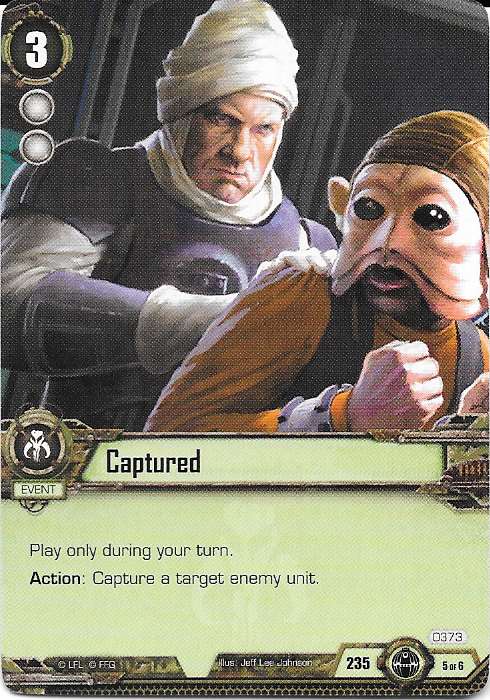 3
Captured
EVENT
Play only during your turn.
Action: Capture a target enemy unit.
0373
© LFL © FFG
Illus. Jeff Lee Johnson
235
5 of 6